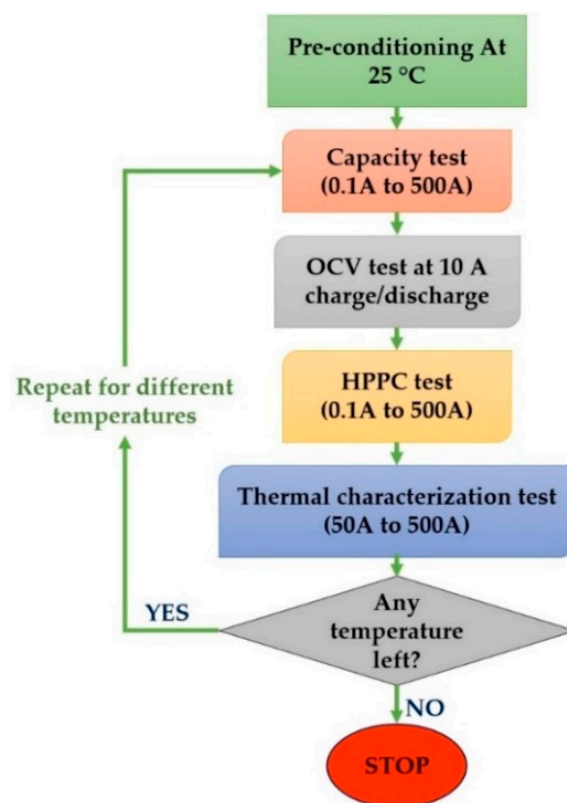 Pre-conditioning At
25 °C
Capacity test
(0.1A to 500A)
OCV test at 10 A
charge/discharge
HPPC test
(0.1A to 500A)
Repeat for different
temperatures
Thermal characterization test
(50A to 500A)
Any
temperature
left?
YES
NO
STOP